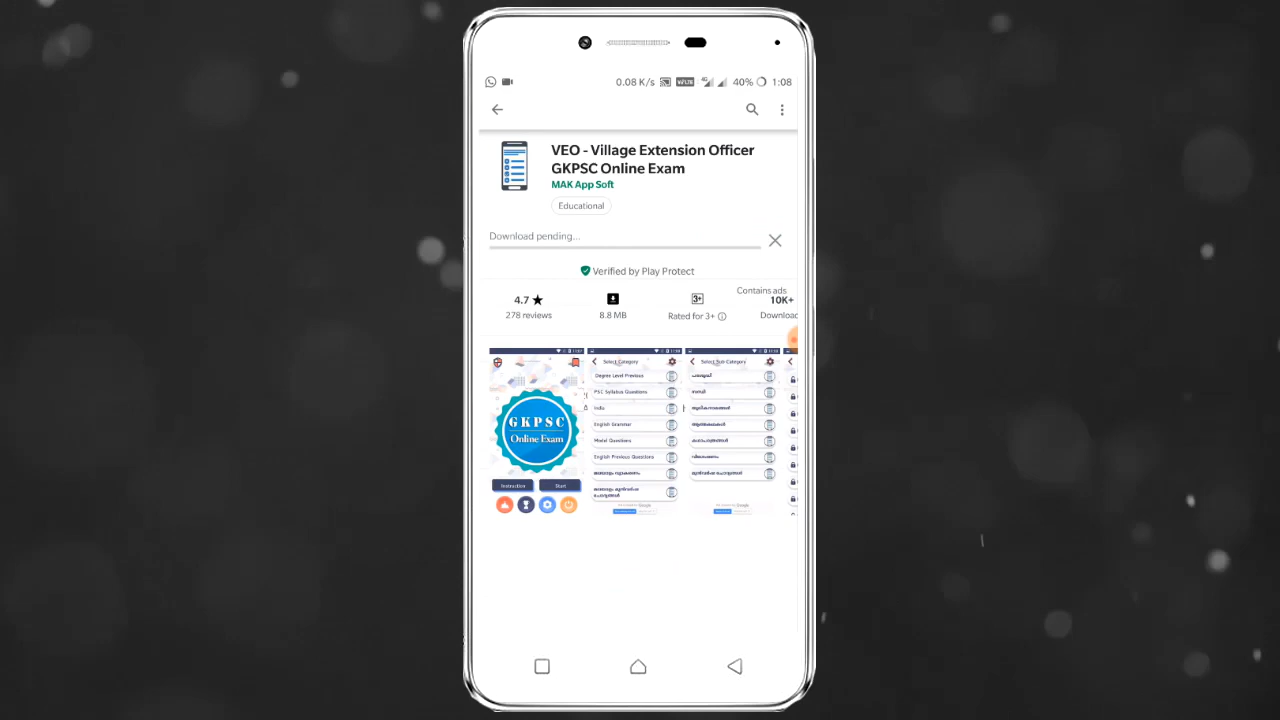 0.08 K/s VoLTE 4G 40% 1:08
VEO - Village Extension Officer
GKPSC Online Exam
MAK App Soft
Educational
Download pending...
Verified by Play Protect
Contains ads
4.7 ★ 3+ 10K+
278 reviews 8.8 MB Rated for 3+ Downloa
Select Category Select Sub Category
Degree Level Previous
PSC Syllabus Questions
India
English Grammar
Model Questions
English Previous Questions
GKPSC
Online Exam
Instruction Start